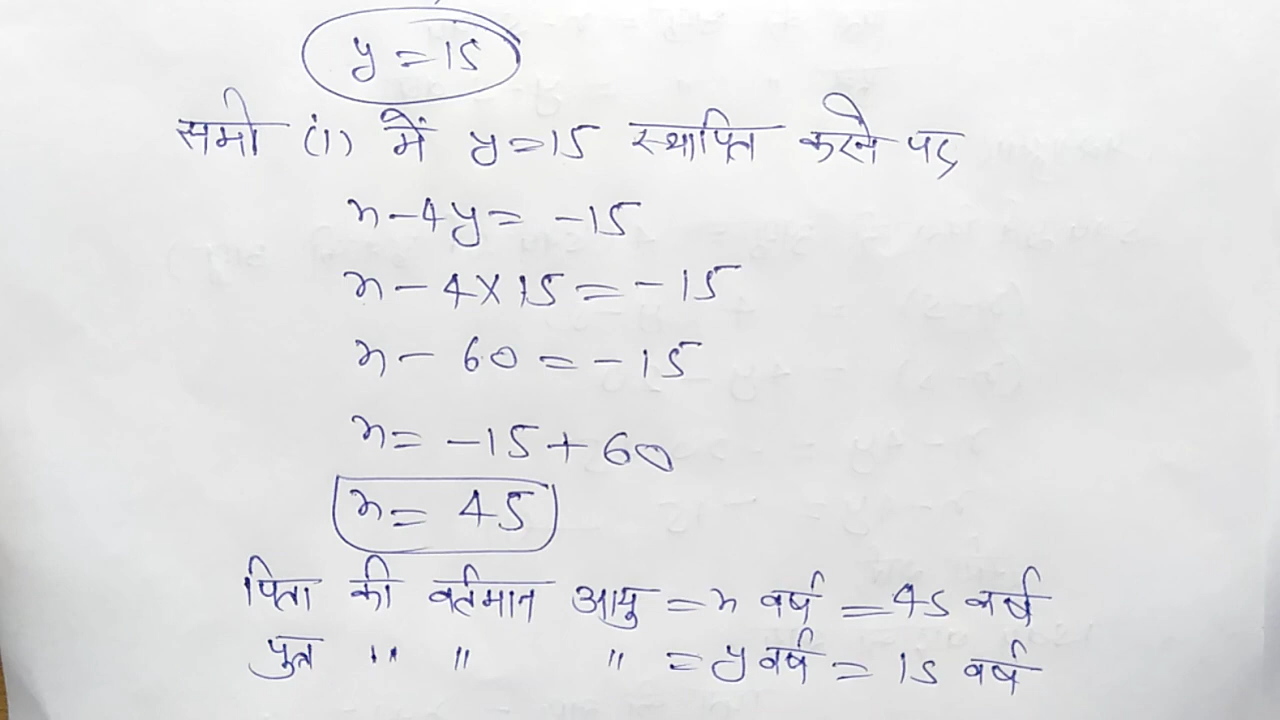 y = 15
समी (1) में y=15 स्थापित करने पर
x - 4y = -15
x - 4 × 15 = -15
x - 60 = -15
x = -15 + 60
x = 45
पिता की वर्तमान आयु = x वर्ष = 45 वर्ष
पुत्र " " " = y वर्ष = 15 वर्ष